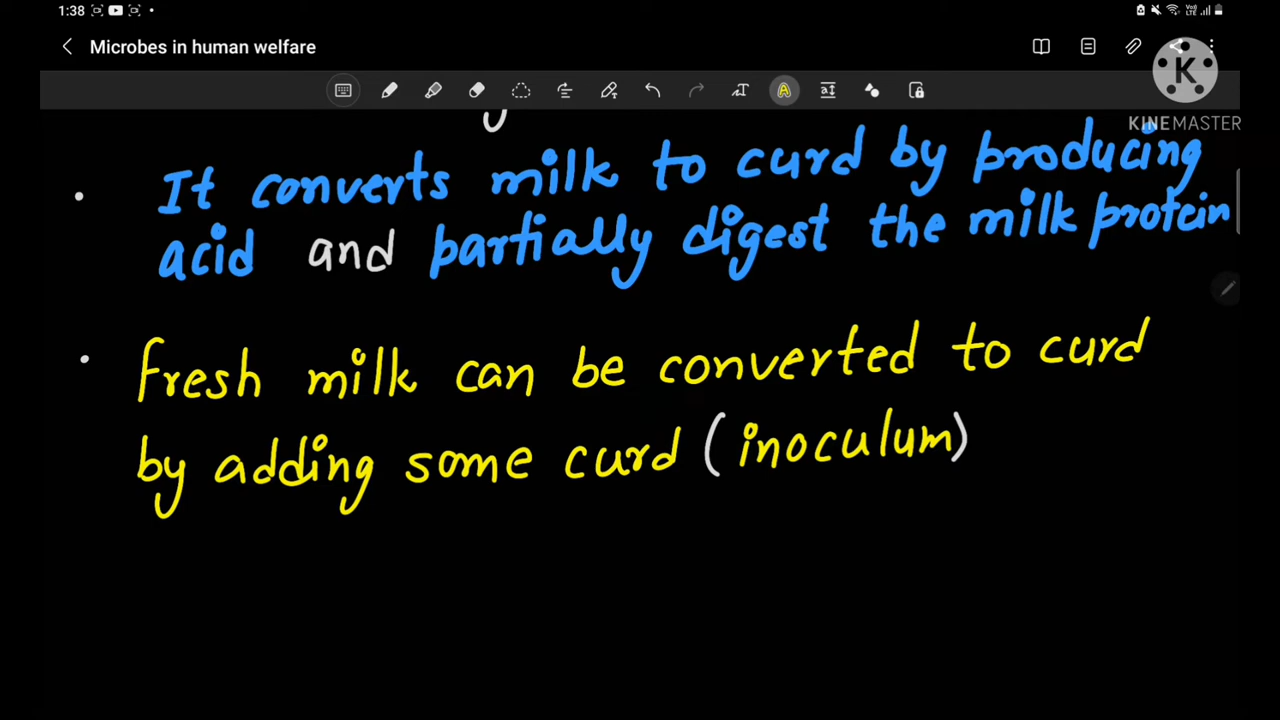 1:38
Microbes in human welfare
K
KINEMASTER
It converts milk to curd by producing
acid and partially digest the milk protein
fresh milk can be converted to curd
by adding some curd (inoculum)